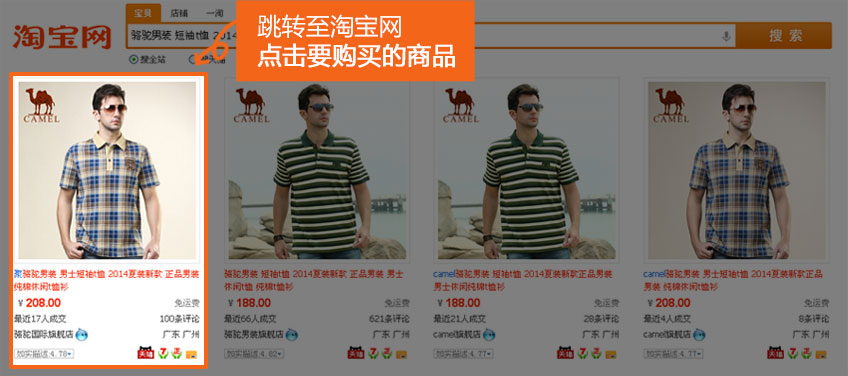 宝贝 店铺 一淘
淘宝网
骆驼男装 短袖t恤 2014
搜 索
搜全站
跳转至淘宝网
点击要购买的商品
CAMEL
骆驼男装 男士短袖t恤 2014夏装新款 正品男装
纯棉休闲t恤衫
¥ 208.00 免运费
最近17人成交 100条评论
骆驼国际旗舰店 广东 广州
如实描述:4.78
天猫 7
CAMEL
骆驼男装 短袖t恤 2014夏装新款 正品男装 男士
休闲t恤 纯棉t恤衫
¥ 188.00 免运费
最近66人成交 621条评论
骆驼男装旗舰店 广东 广州
如实描述:4.82
天猫 7
CAMEL
camel骆驼男装 短袖t恤 2014夏装新款 正品男装
男士休闲t恤 纯棉t恤衫
¥ 188.00 免运费
最近21人成交 28条评论
camel旗舰店 广东 广州
如实描述:4.77
天猫 7
CAMEL
camel骆驼男装 男士短袖t恤 2014夏装新款 正品
男装 纯棉休闲t恤衫
¥ 208.00 免运费
最近4人成交 8条评论
camel旗舰店 广东 广州
如实描述:4.77
天猫 7